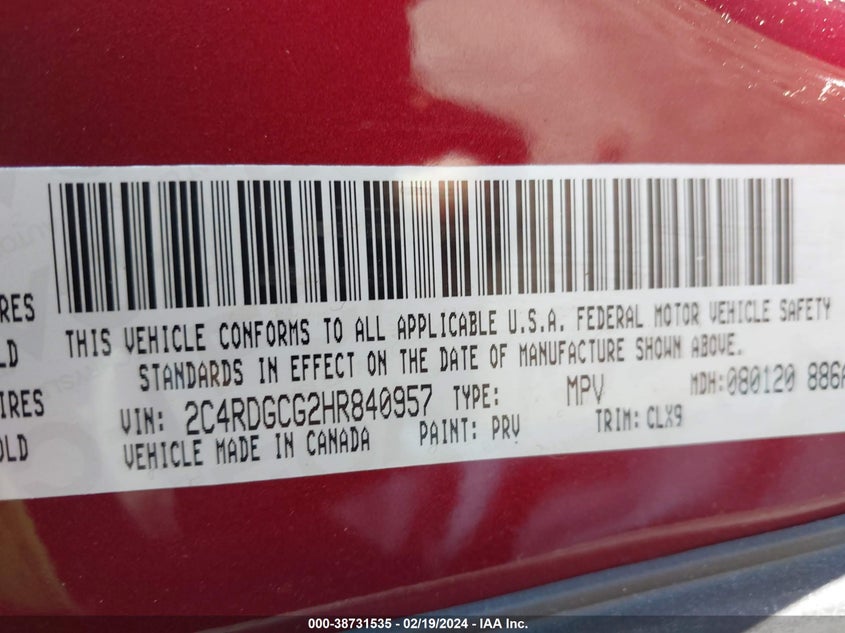 THIS VEHICLE CONFORMS TO ALL APPLICABLE U.S.A. FEDERAL MOTOR VEHICLE SAFETY
RES
STANDARDS IN EFFECT ON THE DATE OF MANUFACTURE SHOWN ABOVE.
LD
VIN: 2C4RDGCG2HR840957 TYPE: MPV MDH:080120 886A
IRES
VEHICLE MADE IN CANADA PAINT: PRV TRIM: CLX9
OLD
000-38731535 - 02/19/2024 - IAA Inc.